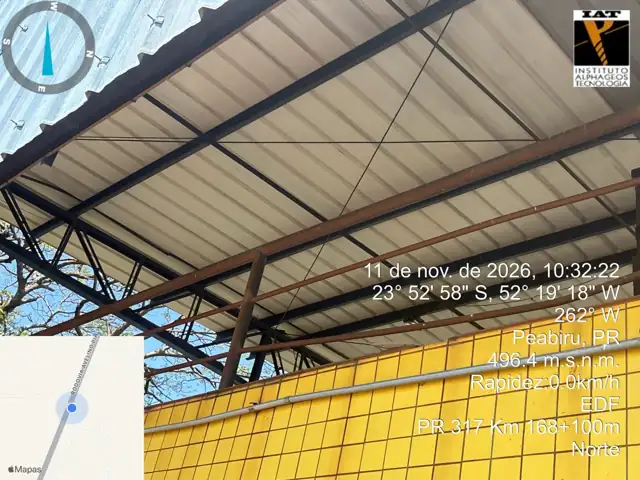 IAT
INSTITUTO
ALPHAGEOS
TECNOLOGIA
N
S
E
11 de nov. de 2026, 10:32:22
23° 52' 58" S, 52° 19' 18" W
262° W
Peabiru, PR
496.4 m.s.n.m.
Rapidez:0.0km/h
EDF
PR 317 Km 168+100m
Norte
Mapas